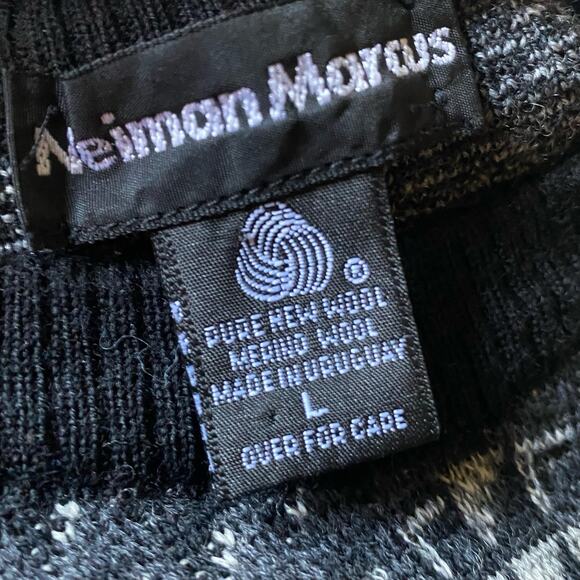 Neiman Marcus
®
PURE NEW WOOL
MERINO WOOL
MADE IN URUGUAY
L
OVER FOR CARE